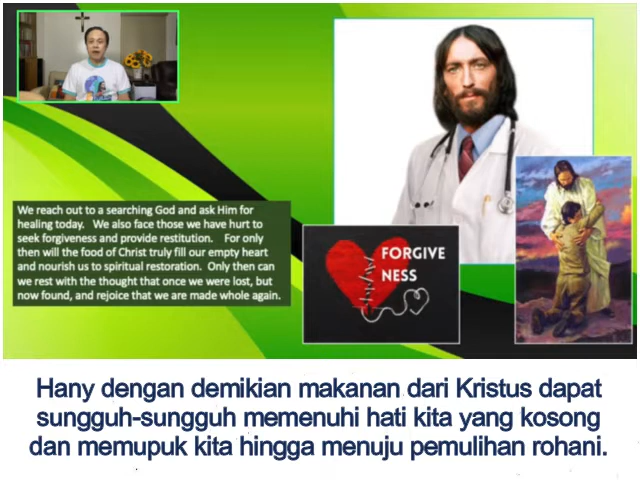 We reach out to a searching God and ask Him for
healing today. We also face those we have hurt to
seek forgiveness and provide restitution. For only
then will the food of Christ truly fill our empty heart
and nourish us to spiritual restoration. Only then can
we rest with the thought that once we were lost, but
now found, and rejoice that we are made whole again.
FORGIVE
NESS
Hany dengan demikian makanan dari Kristus dapat
sungguh-sungguh memenuhi hati kita yang kosong
dan memupuk kita hingga menuju pemulihan rohani.